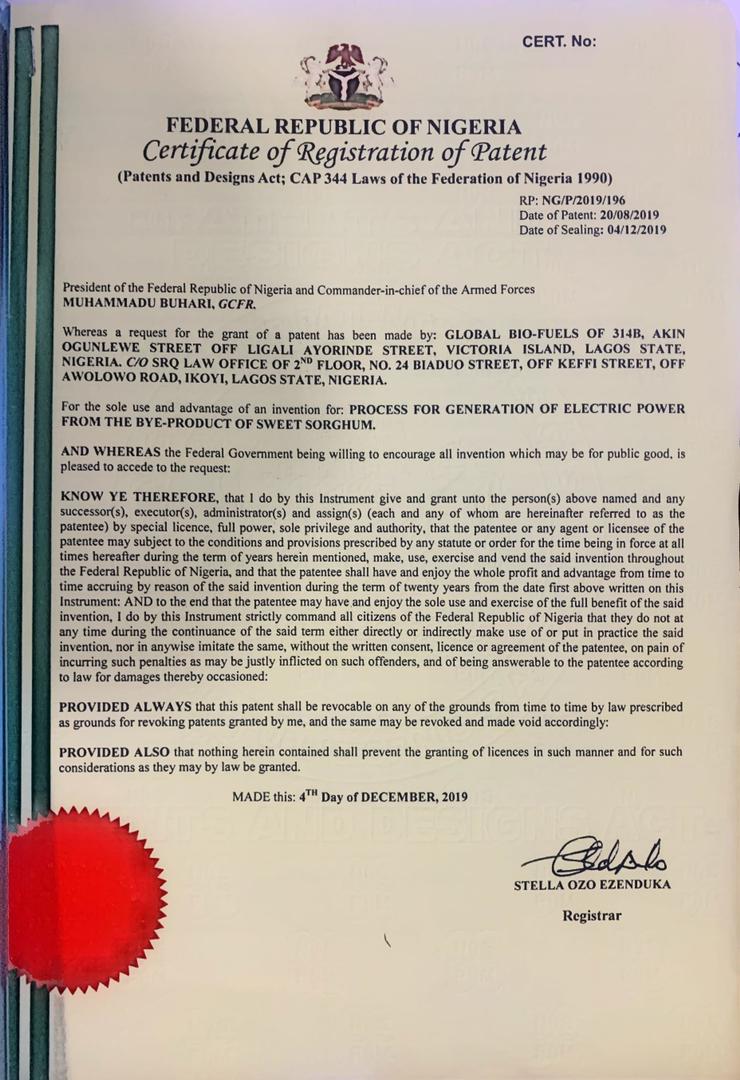 CERT. No:
FEDERAL REPUBLIC OF NIGERIA
Certificate of Registration of Patent
(Patents and Designs Act; CAP 344 Laws of the Federation of Nigeria 1990)
RP: NG/P/2019/196
Date of Patent: 20/08/2019
Date of Sealing: 04/12/2019
President of the Federal Republic of Nigeria and Commander-in-chief of the Armed Forces
MUHAMMADU BUHARI, GCFR.
Whereas a request for the grant of a patent has been made by: GLOBAL BIO-FUELS OF 314B, AKIN
OGUNLEWE STREET OFF LIGALI AYORINDE STREET, VICTORIA ISLAND, LAGOS STATE,
NIGERIA. C/O SRQ LAW OFFICE OF 2ND FLOOR, NO. 24 BIADUO STREET, OFF KEFFI STREET, OFF
AWOLOWO ROAD, IKOYI, LAGOS STATE, NIGERIA.
For the sole use and advantage of an invention for: PROCESS FOR GENERATION OF ELECTRIC POWER
FROM THE BYE-PRODUCT OF SWEET SORGHUM.
AND WHEREAS the Federal Government being willing to encourage all invention which may be for public good, is
pleased to accede to the request:
KNOW YE THEREFORE, that I do by this Instrument give and grant unto the person(s) above named and any
successor(s), executor(s), administrator(s) and assign(s) (each and any of whom are hereinafter referred to as the
patentee) by special licence, full power, sole privilege and authority, that the patentee or any agent or licensee of the
patentee may subject to the conditions and provisions prescribed by any statute or order for the time being in force at all
times hereafter during the term of years herein mentioned, make, use, exercise and vend the said invention throughout
the Federal Republic of Nigeria, and that the patentee shall have and enjoy the whole profit and advantage from time to
time accruing by reason of the said invention during the term of twenty years from the date first above written on this
Instrument: AND to the end that the patentee may have and enjoy the sole use and exercise of the full benefit of the said
invention, I do by this Instrument strictly command all citizens of the Federal Republic of Nigeria that they do not at
any time during the continuance of the said term either directly or indirectly make use of or put in practice the said
invention, nor in anywise imitate the same, without the written consent, licence or agreement of the patentee, on pain of
incurring such penalties as may be justly inflicted on such offenders, and of being answerable to the patentee according
to law for damages thereby occasioned:
PROVIDED ALWAYS that this patent shall be revocable on any of the grounds from time to time by law prescribed
as grounds for revoking patents granted by me, and the same may be revoked and made void accordingly:
PROVIDED ALSO that nothing herein contained shall prevent the granting of licences in such manner and for such
considerations as they may by law be granted.
MADE this: 4TH Day of DECEMBER, 2019
STELLA OZO EZENDUKA
Registrar